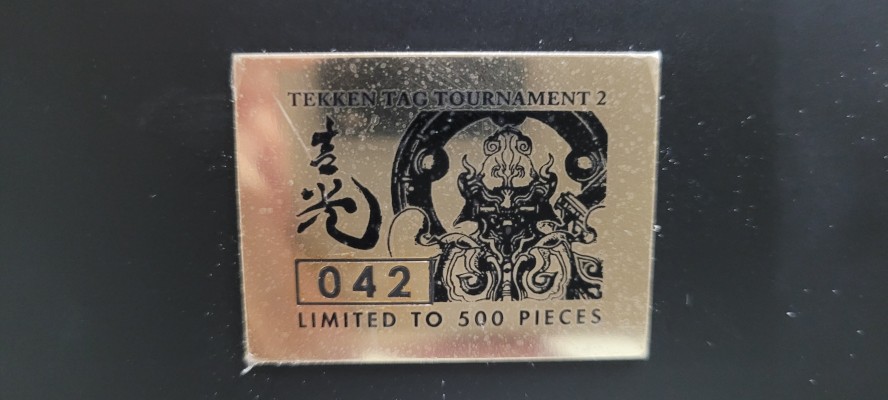 TEKKEN TAG TOURNAMENT 2
吉光
042
LIMITED TO 500 PIECES